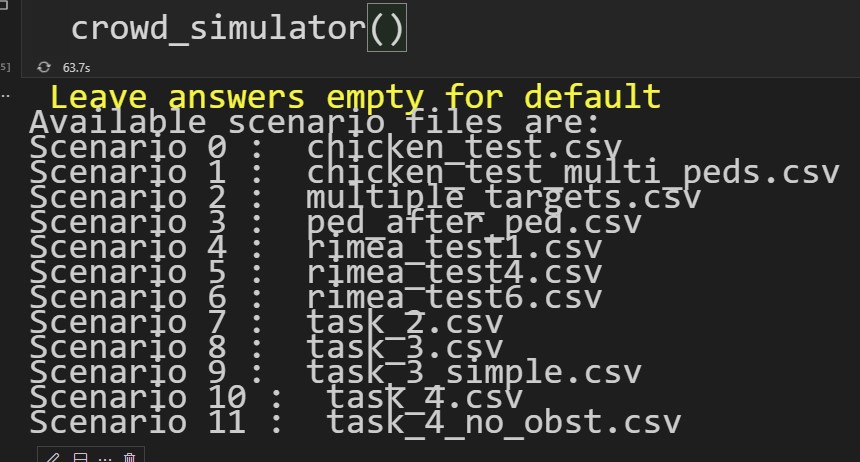 crowd_simulator()
5]
63.7s
Leave answers empty for default
Available scenario files are:
Scenario 0 :  chicken_test.csv
Scenario 1 :  chicken_test_multi_peds.csv
Scenario 2 :  multiple_targets.csv
Scenario 3 :  ped_after_ped.csv
Scenario 4 :  rimea_test1.csv
Scenario 5 :  rimea_test4.csv
Scenario 6 :  rimea_test6.csv
Scenario 7 :  task_2.csv
Scenario 8 :  task_3.csv
Scenario 9 :  task_3_simple.csv
Scenario 10 :  task_4.csv
Scenario 11 :  task_4_no_obst.csv